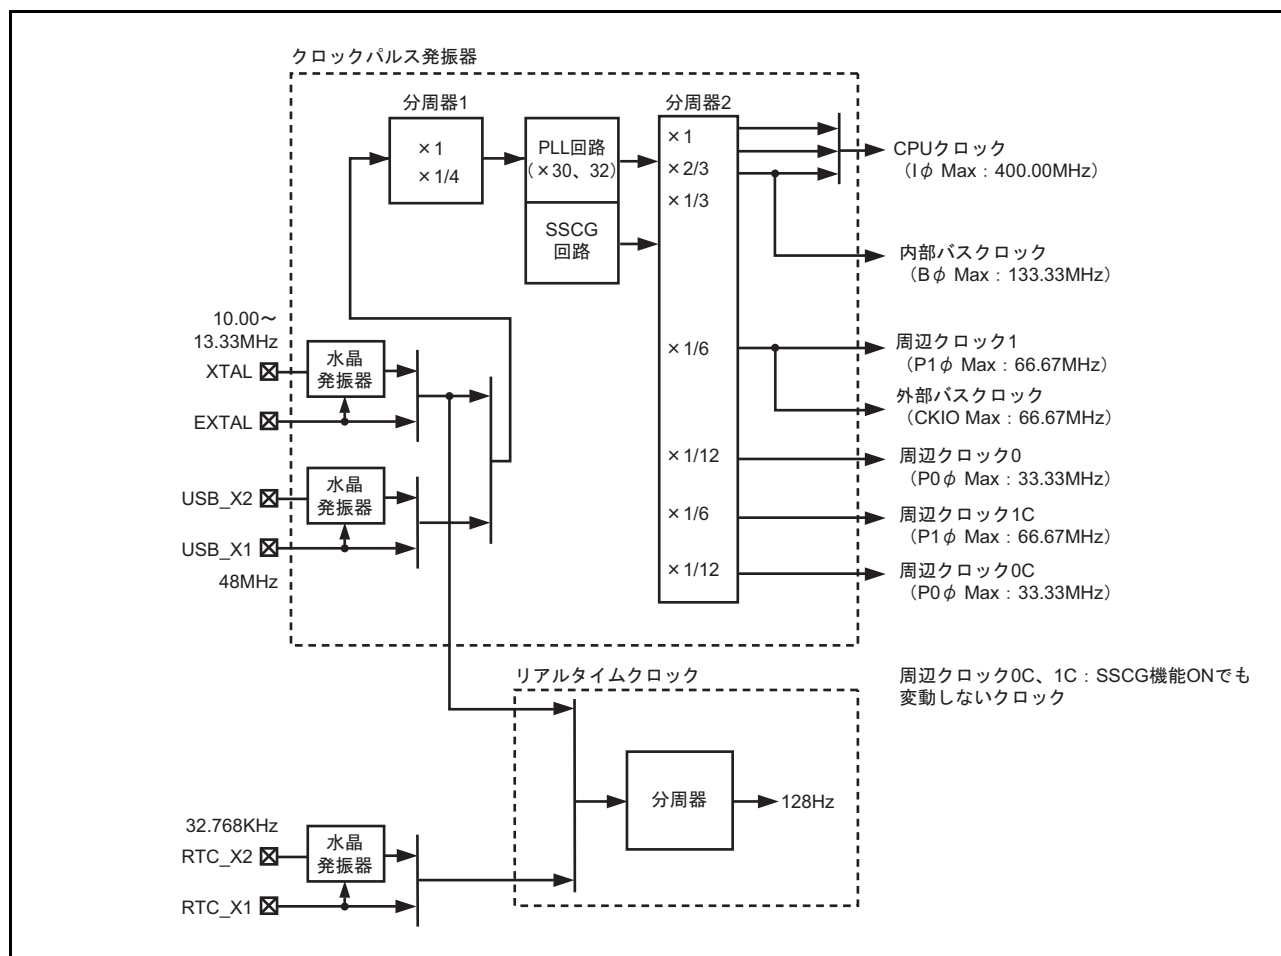 クロックパルス発振器
分周器1
×1
×1/4
PLL回路
(×30、32)
SSCG
回路
分周器2
×1
×2/3
×1/3
×1/6
×1/12
×1/6
×1/12
CPUクロック
(Iφ Max:400.00MHz)
内部バスクロック
(Bφ Max:133.33MHz)
周辺クロック1
(P1φ Max:66.67MHz)
外部バスクロック
(CKIO Max:66.67MHz)
周辺クロック0
(P0φ Max:33.33MHz)
周辺クロック1C
(P1φ Max:66.67MHz)
周辺クロック0C
(P0φ Max:33.33MHz)
10.00~
13.33MHz
XTAL
水晶
発振器
EXTAL
USB_X2
水晶
発振器
USB_X1
48MHz
リアルタイムクロック
分周器
128Hz
周辺クロック0C、1C:SSCG機能ONでも
変動しないクロック
32.768KHz
RTC_X2
水晶
発振器
RTC_X1